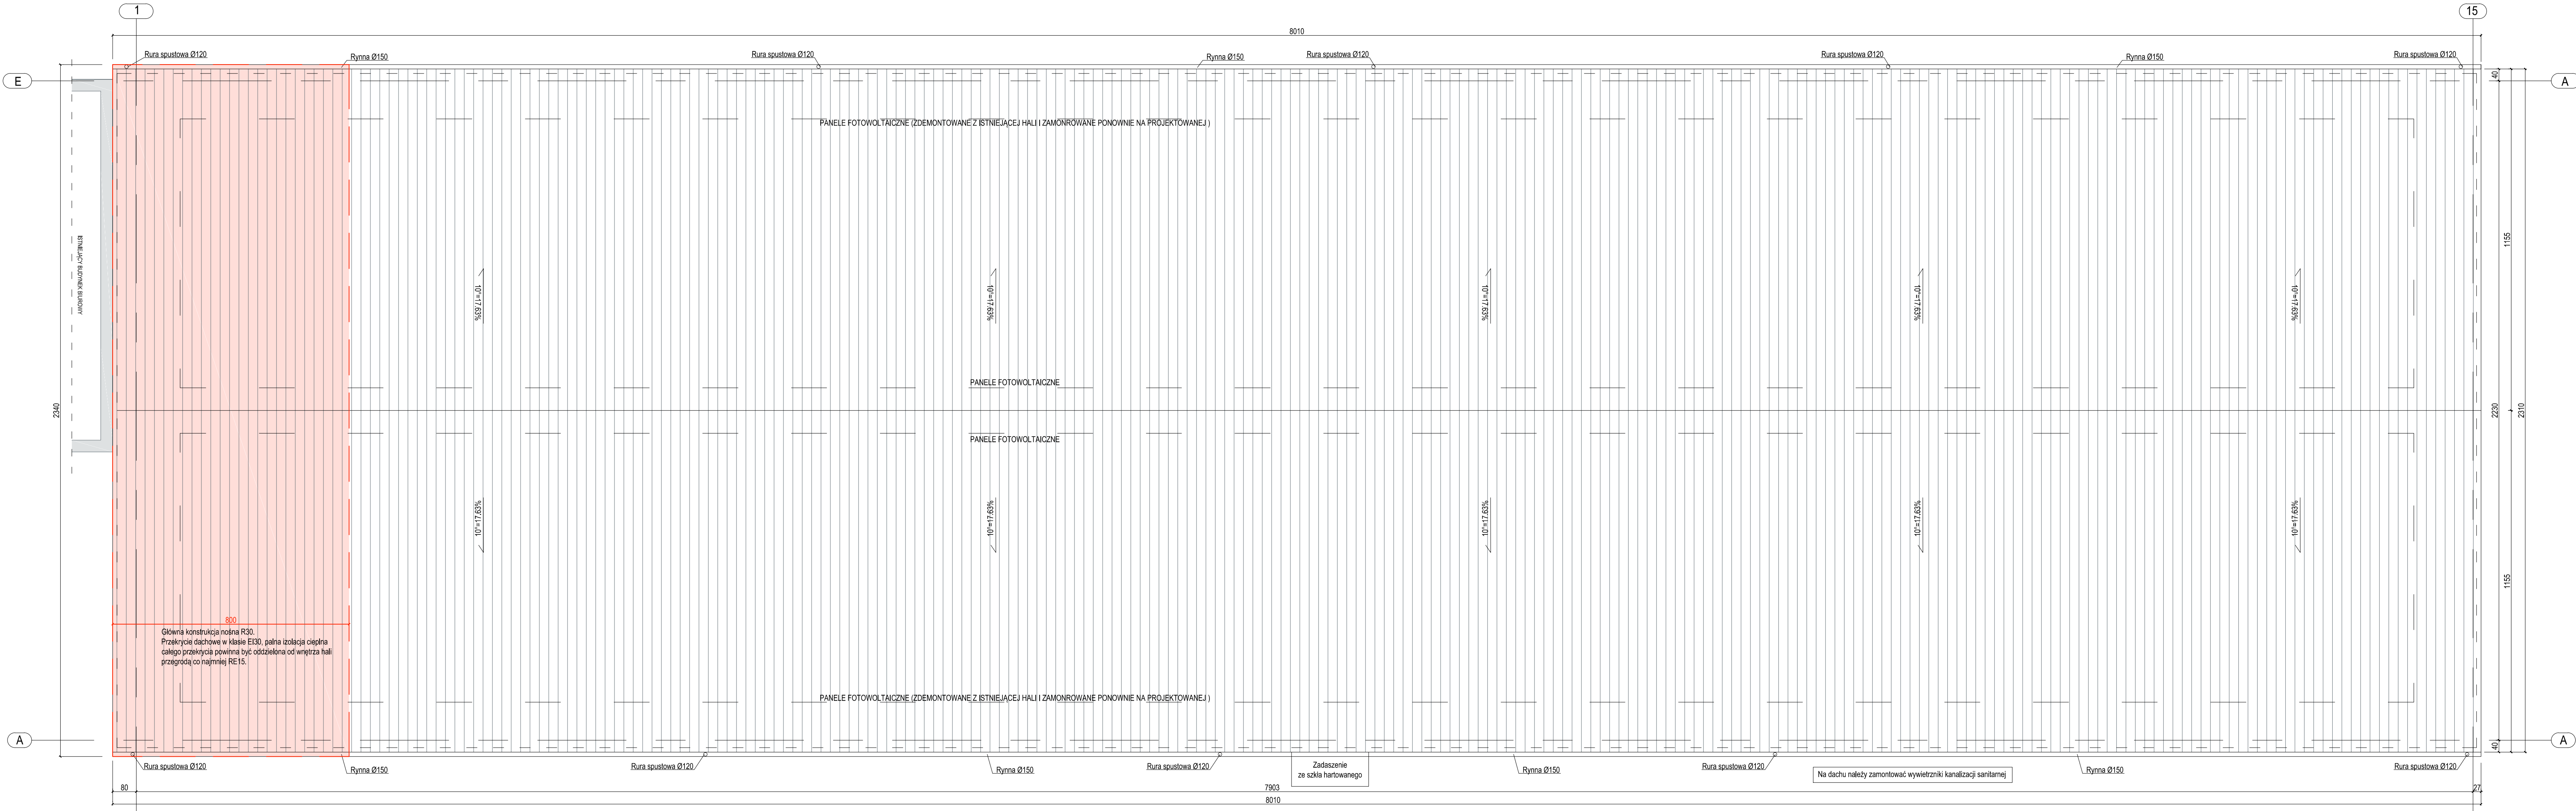 1
15
8010
Rura spustowa Ø120
Rynna Ø150
Rura spustowa Ø120
Rynna Ø150
Rura spustowa Ø120
Rura spustowa Ø120
Rynna Ø150
Rura spustowa Ø120
E
A
40
PANELE FOTOWOLTAICZNE (ZDEMONTOWANE Z ISTNIEJĄCEJ HALI I ZAMONROWANE PONOWNIE NA PROJEKTOWANEJ )
ISTNIEJĄCY BUDYNEK BIUROWY
10°=17.63%
10°=17.63%
10°=17.63%
10°=17.63%
10°=17.63%
1155
PANELE FOTOWOLTAICZNE
2340
2230
2310
PANELE FOTOWOLTAICZNE
10°=17.63%
10°=17.63%
10°=17.63%
10°=17.63%
10°=17.63%
1155
800
Główna konstrukcja nośna R30.
Przekrycie dachowe w klasie EI30, palna izolacja cieplna
całego przekrycia powinna być oddzielona od wnętrza hali
przegrodą co najmniej RE15.
PANELE FOTOWOLTAICZNE (ZDEMONTOWANE Z ISTNIEJĄCEJ HALI I ZAMONROWANE PONOWNIE NA PROJEKTOWANEJ )
A
A
40
Rura spustowa Ø120
Rynna Ø150
Rura spustowa Ø120
Rynna Ø150
Rura spustowa Ø120
Zadaszenie
ze szkła hartowanego
Rynna Ø150
Rura spustowa Ø120
Na dachu należy zamontować wywietrzniki kanalizacji sanitarnej
Rynna Ø150
Rura spustowa Ø120
80
7903
27
8010